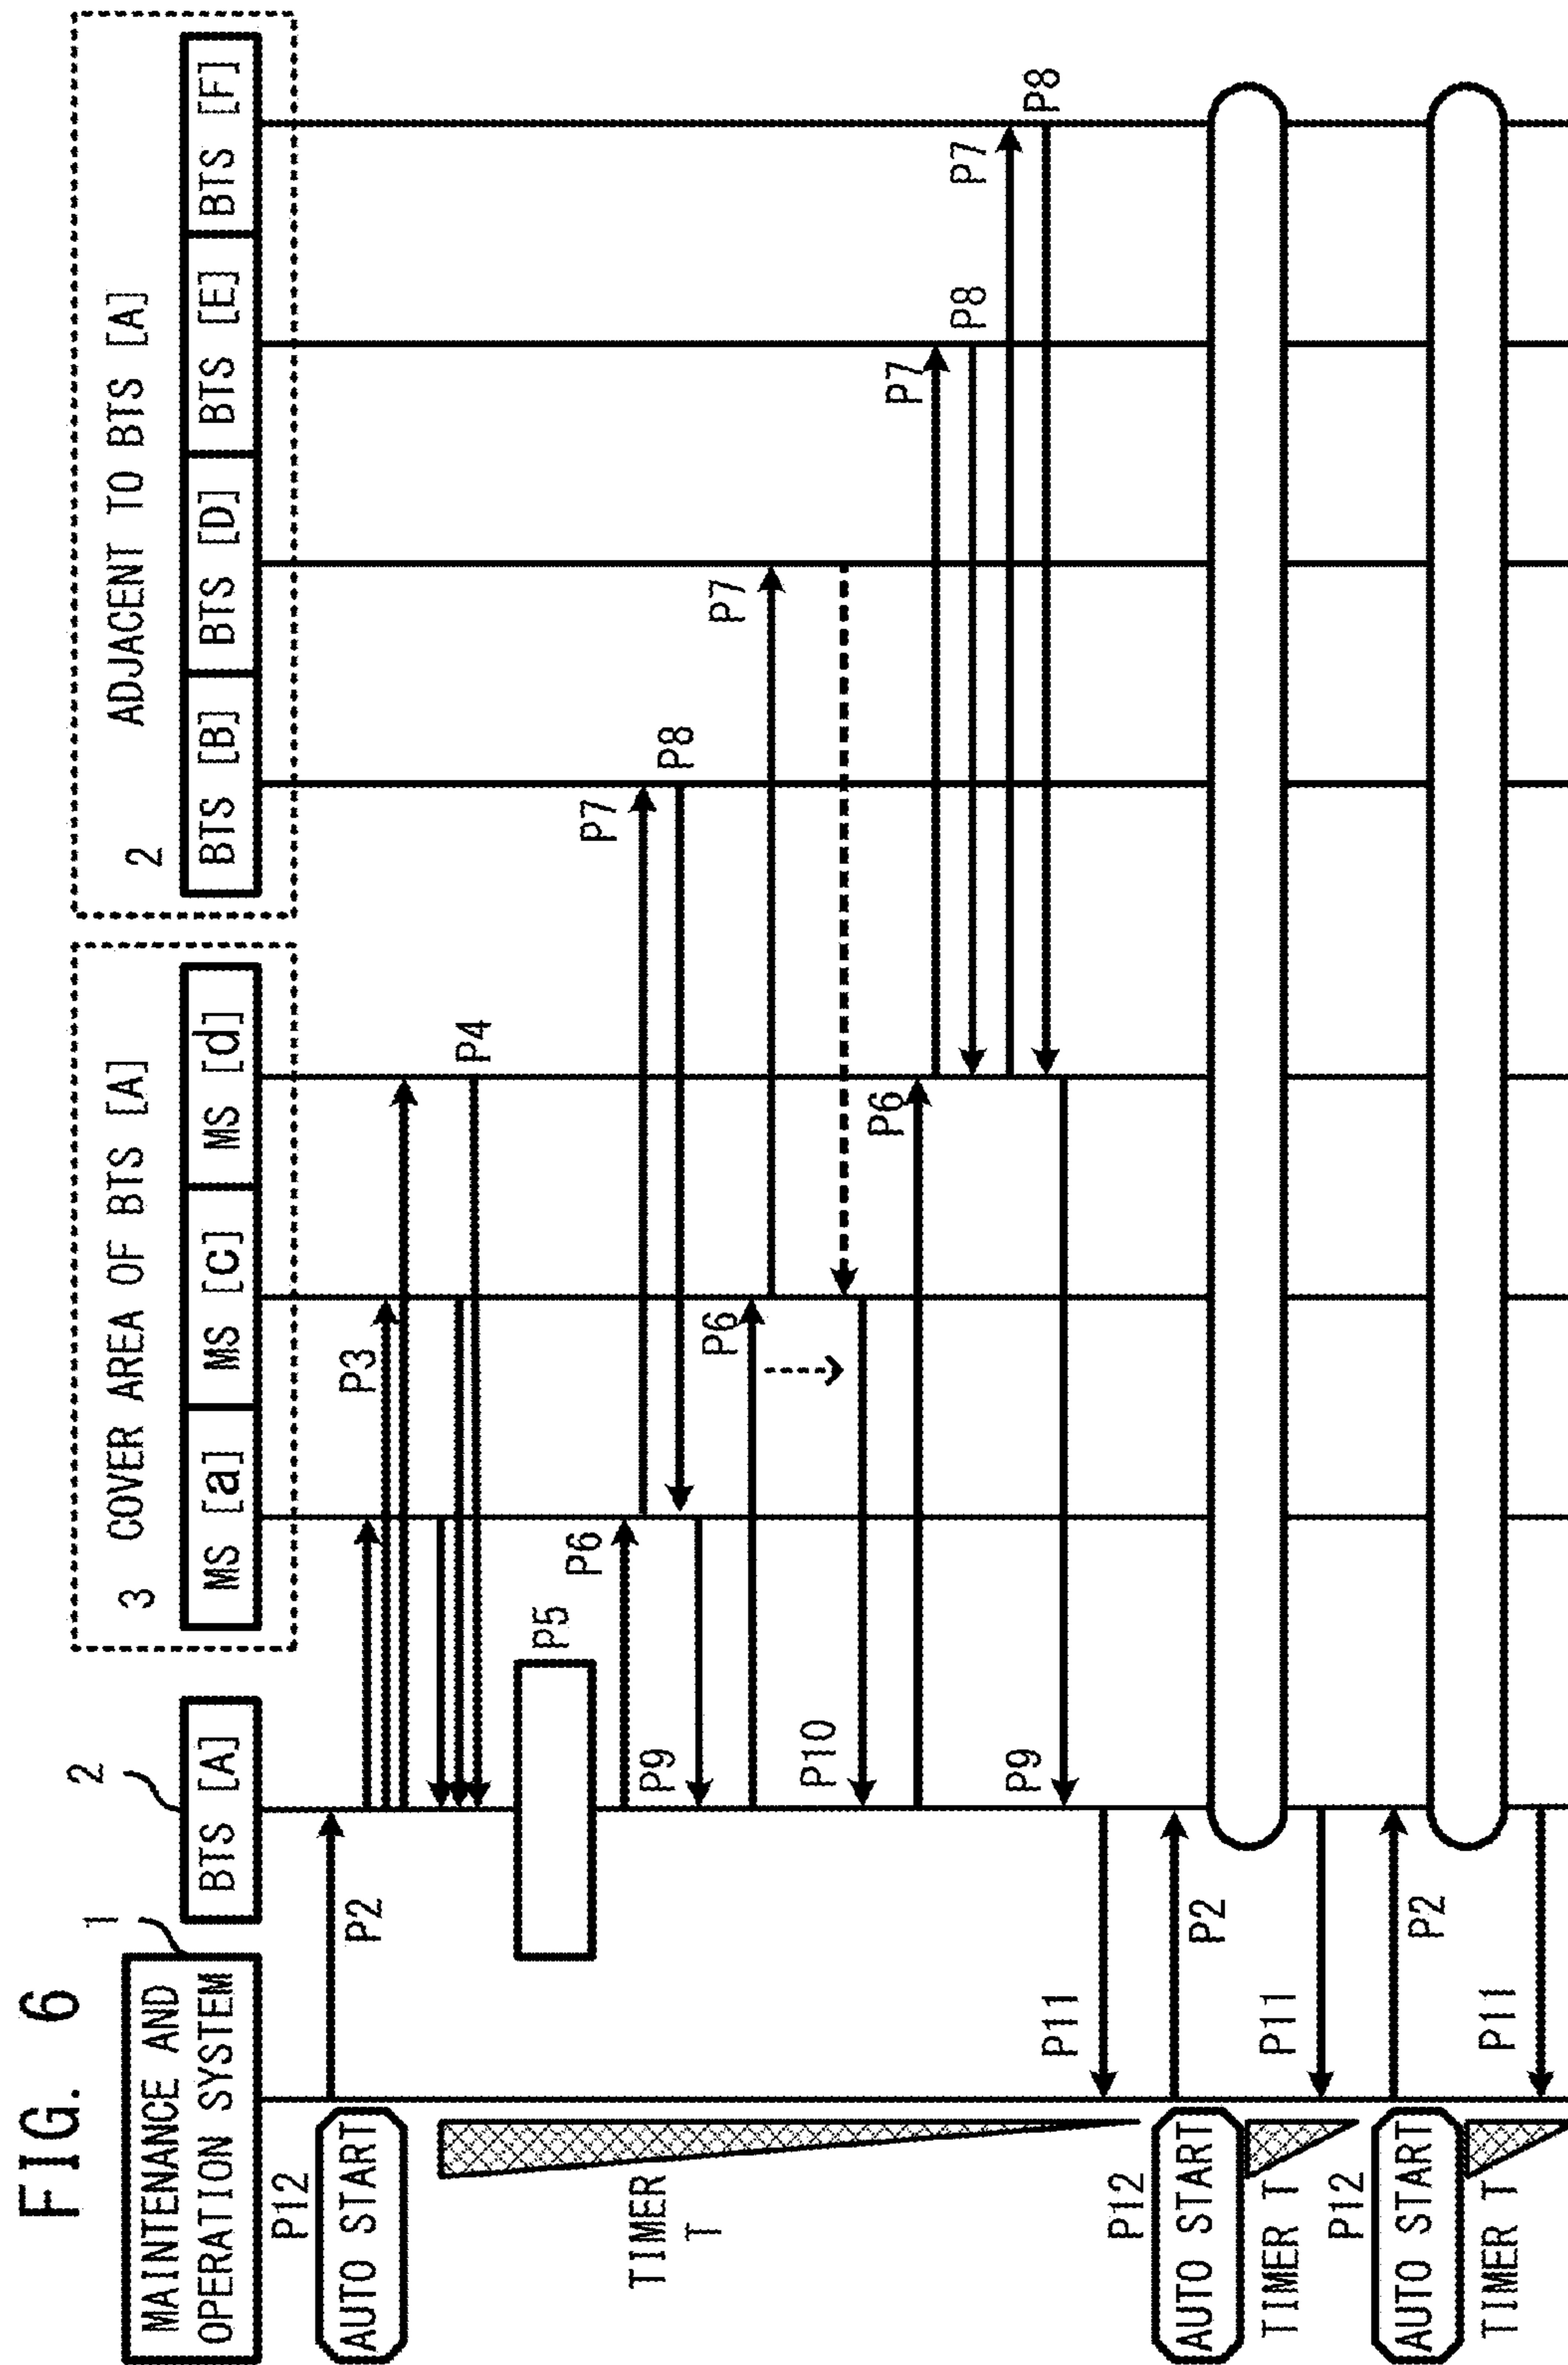 FIG. 6
MAINTENANCE AND
OPERATION SYSTEM
1
2
BTS [A]
3 COVER AREA OF BTS [A]
MS [a] MS [c] MS [d]
2 ADJACENT TO BTS [A]
BTS [B] BTS [D] BTS [E] BTS [F]
P12
AUTO START
P2
P3
P4
P5
TIMER
T
P6
P7
P8
P9
P6
P7
P10
P6
P7
P8
P7
P8
P9
P11
P12
AUTO START
P2
TIMER T
P11
P12
AUTO START
P2
TIMER T
P11